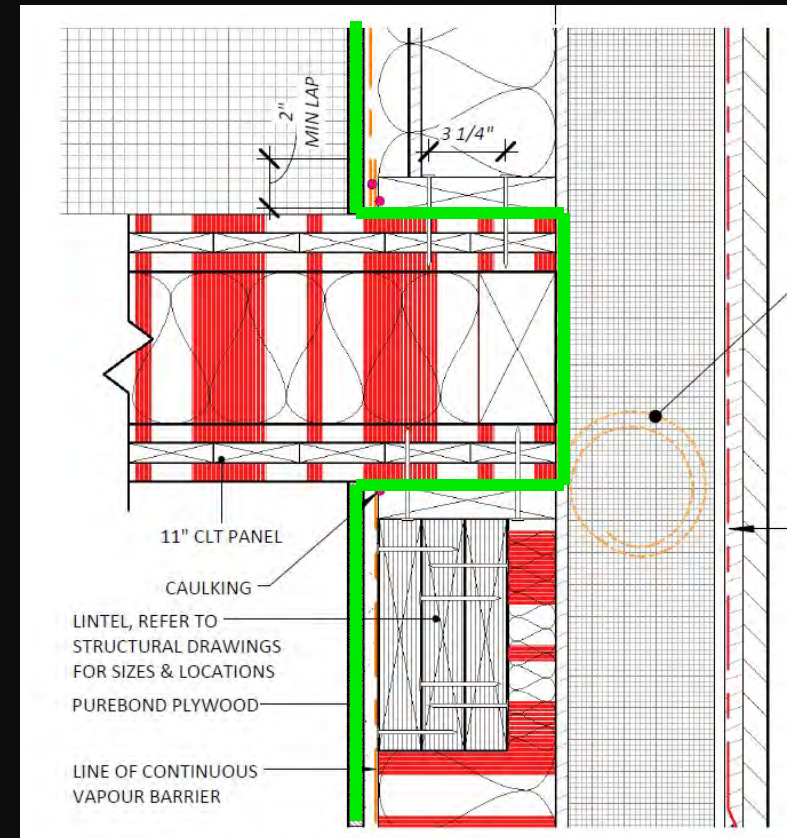 2"
MIN LAP
3 1/4"
11" CLT PANEL
CAULKING
LINTEL, REFER TO
STRUCTURAL DRAWINGS
FOR SIZES & LOCATIONS
PUREBOND PLYWOOD
LINE OF CONTINUOUS
VAPOUR BARRIER